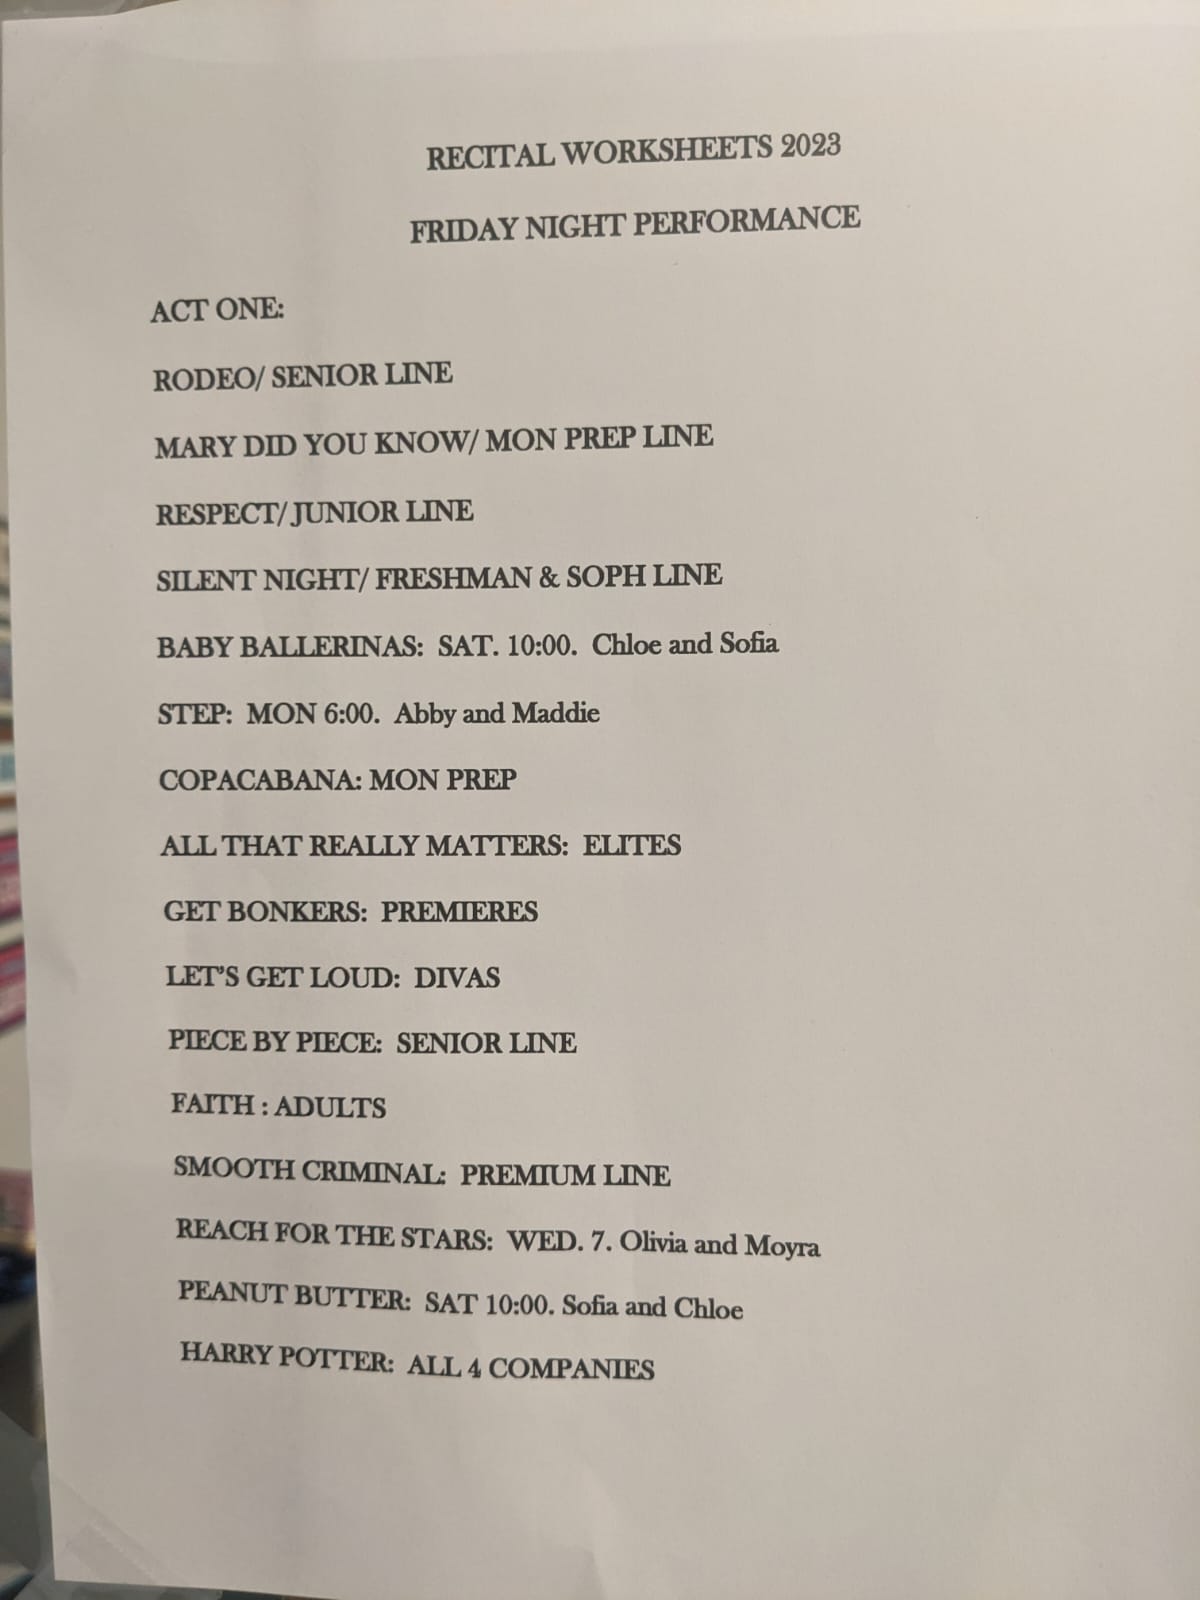 RECITAL WORKSHEETS 2023
FRIDAY NIGHT PERFORMANCE
ACT ONE:
RODEO/ SENIOR LINE
MARY DID YOU KNOW/ MON PREP LINE
RESPECT/ JUNIOR LINE
SILENT NIGHT/ FRESHMAN & SOPH LINE
BABY BALLERINAS:  SAT. 10:00.  Chloe and Sofia
STEP:  MON 6:00.  Abby and Maddie
COPACABANA: MON PREP
ALL THAT REALLY MATTERS:  ELITES
GET BONKERS:  PREMIERES
LET'S GET LOUD:  DIVAS
PIECE BY PIECE:  SENIOR LINE
FAITH : ADULTS
SMOOTH CRIMINAL:  PREMIUM LINE
REACH FOR THE STARS:  WED. 7. Olivia and Moyra
PEANUT BUTTER:  SAT 10:00. Sofia and Chloe
HARRY POTTER:  ALL 4 COMPANIES